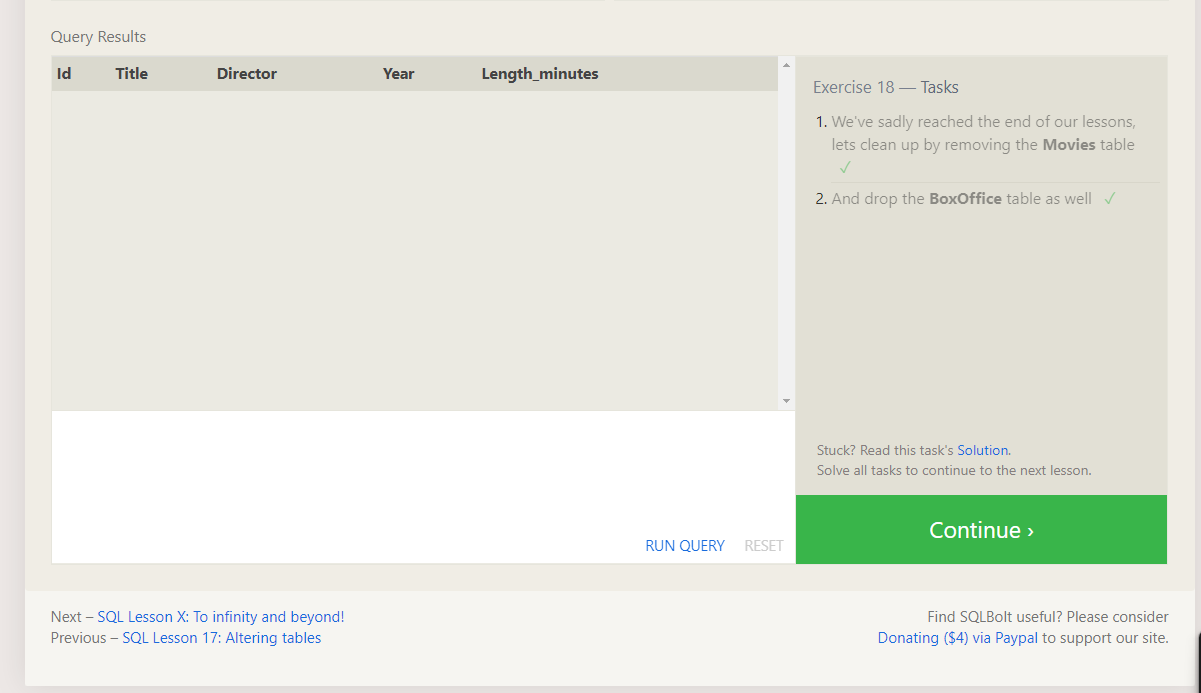 Query Results
Id Title Director Year Length_minutes
Exercise 18 — Tasks
1. We've sadly reached the end of our lessons,
lets clean up by removing the Movies table
✓
2. And drop the BoxOffice table as well ✓
Stuck? Read this task's Solution.
Solve all tasks to continue to the next lesson.
RUN QUERY RESET
Continue ›
Next – SQL Lesson X: To infinity and beyond!
Previous – SQL Lesson 17: Altering tables
Find SQLBolt useful? Please consider
Donating ($4) via Paypal to support our site.